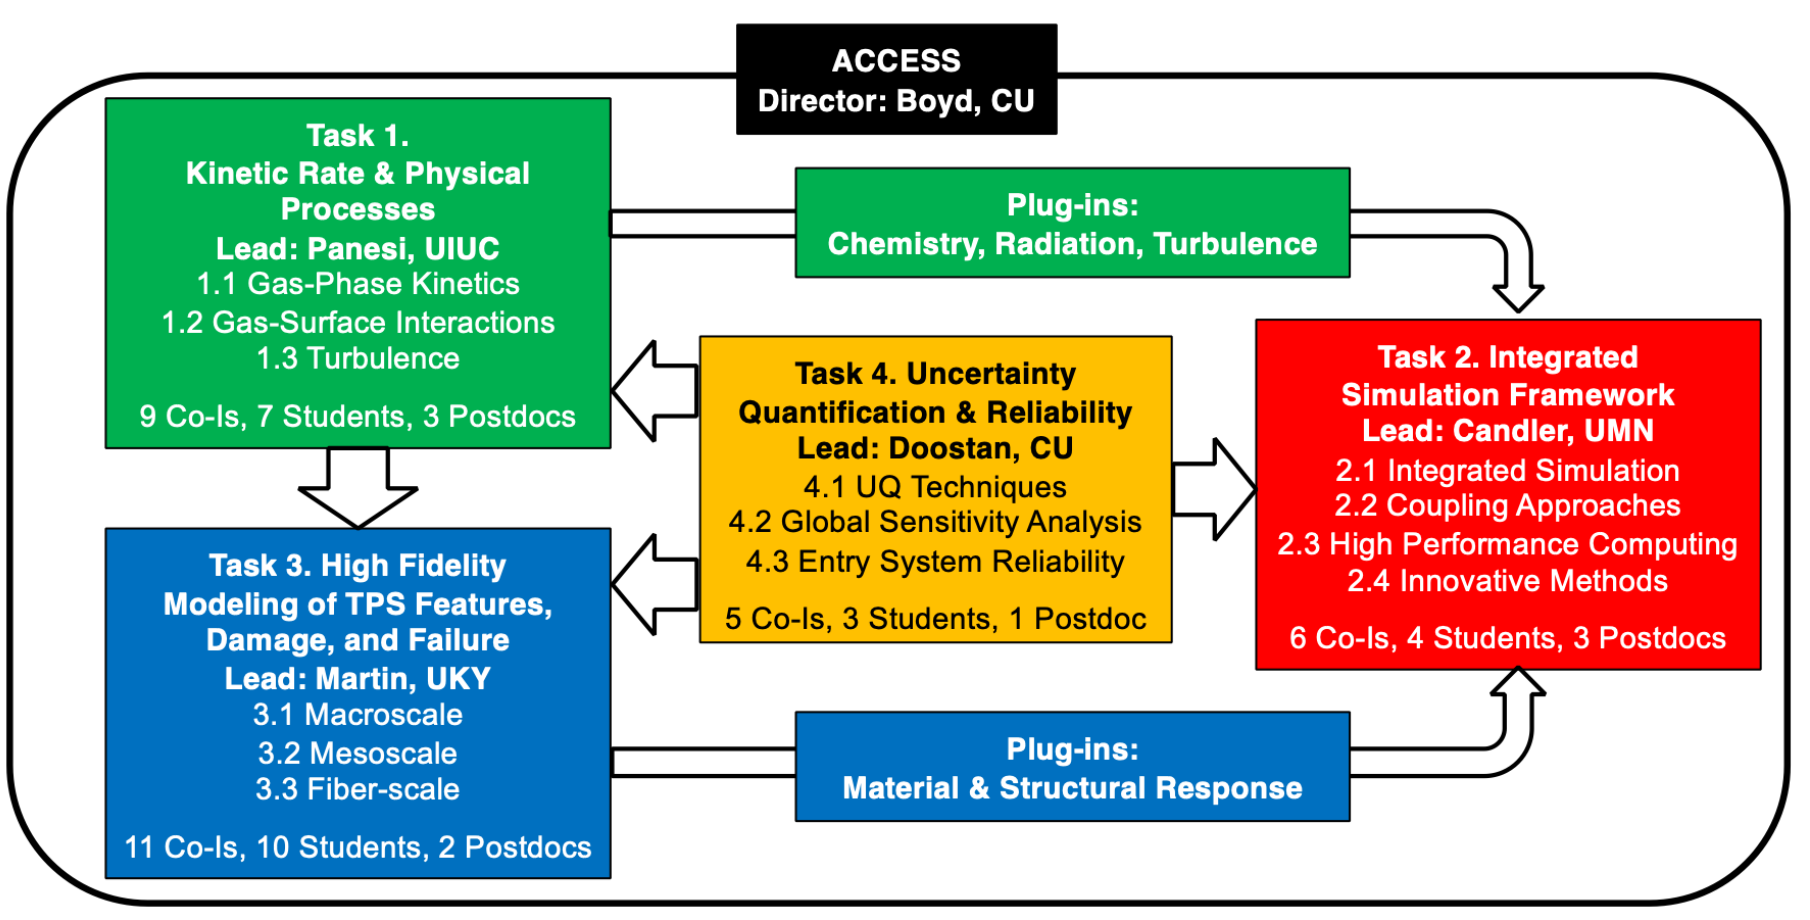 ACCESS
Director: Boyd, CU
Task 1.
Kinetic Rate & Physical
Processes
Lead: Panesi, UIUC
1.1 Gas-Phase Kinetics
1.2 Gas-Surface Interactions
1.3 Turbulence
9 Co-Is, 7 Students, 3 Postdocs
Plug-ins:
Chemistry, Radiation, Turbulence
Task 4. Uncertainty
Quantification & Reliability
Lead: Doostan, CU
4.1 UQ Techniques
4.2 Global Sensitivity Analysis
4.3 Entry System Reliability
5 Co-Is, 3 Students, 1 Postdoc
Task 2. Integrated
Simulation Framework
Lead: Candler, UMN
2.1 Integrated Simulation
2.2 Coupling Approaches
2.3 High Performance Computing
2.4 Innovative Methods
6 Co-Is, 4 Students, 3 Postdocs
Task 3. High Fidelity
Modeling of TPS Features,
Damage, and Failure
Lead: Martin, UKY
3.1 Macroscale
3.2 Mesoscale
3.3 Fiber-scale
11 Co-Is, 10 Students, 2 Postdocs
Plug-ins:
Material & Structural Response